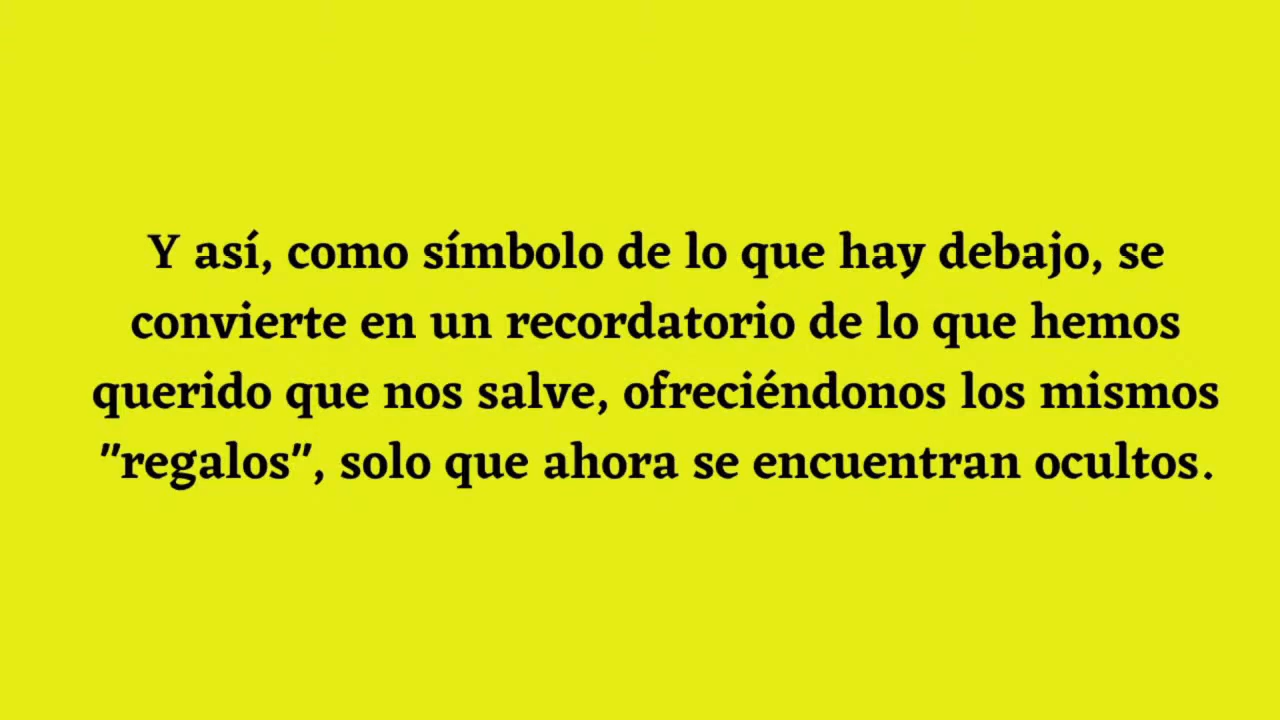 Y así, como símbolo de lo que hay debajo, se
convierte en un recordatorio de lo que hemos
querido que nos salve, ofreciéndonos los mismos
"regalos", solo que ahora se encuentran ocultos.